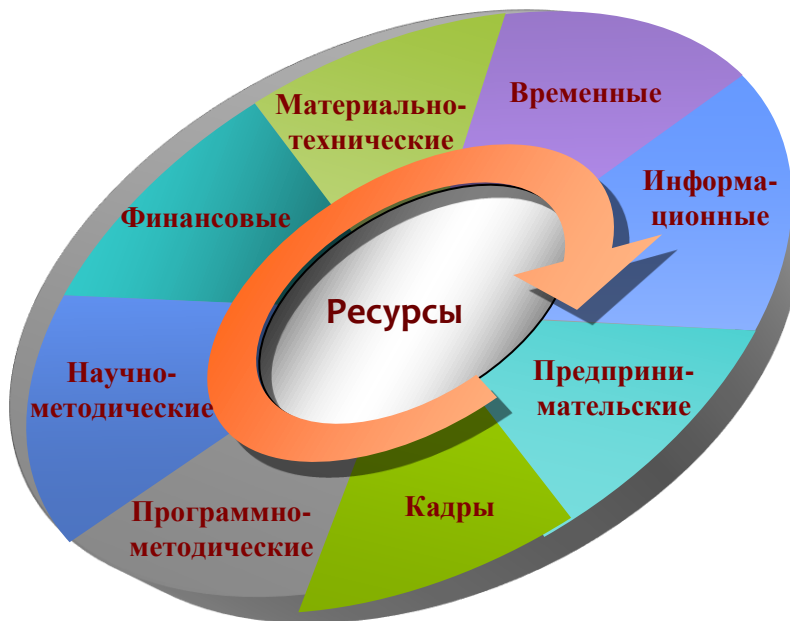 Материально-
технические
Временные
Информа-
ционные
Предприни-
мательские
Кадры
Программно-
методические
Научно-
методические
Финансовые
Ресурсы